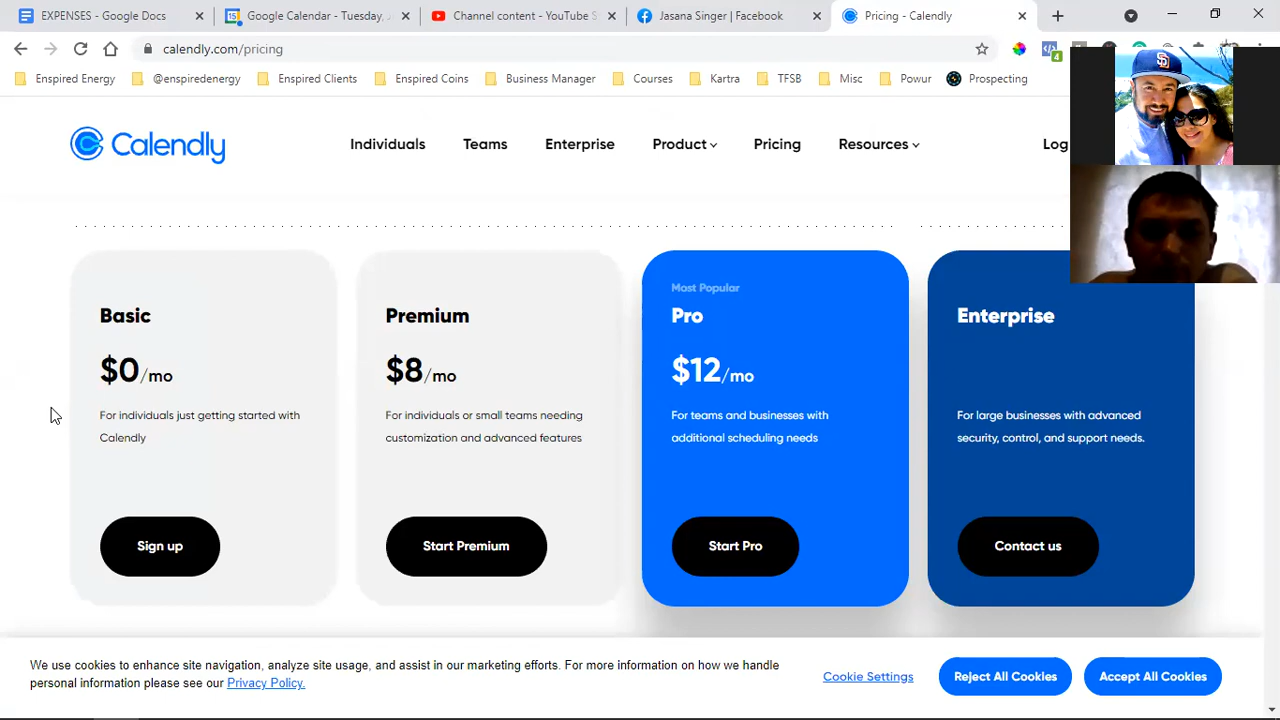 EXPENSES - Google Docs
Google Calendar - Tuesday, J
Channel content - YouTube S
Jasana Singer | Facebook
Pricing - Calendly
calendly.com/pricing
4
Enspired Energy
@enspiredenergy
Enspired Clients
Enspired Coins
Business Manager
Courses
Kartra
TFSB
Misc
Powur
Prospecting
Calendly
Individuals
Teams
Enterprise
Product
Pricing
Resources
Log
Basic
$0/mo
For individuals just getting started with
Calendly
Sign up
Premium
$8/mo
For individuals or small teams needing
customization and advanced features
Start Premium
Most Popular
Pro
$12/mo
For teams and businesses with
additional scheduling needs
Start Pro
Enterprise
For large businesses with advanced
security, control, and support needs.
Contact us
We use cookies to enhance site navigation, analyze site usage, and assist in our marketing efforts. For more information on how we handle
personal information please see our Privacy Policy.
Cookie Settings
Reject All Cookies
Accept All Cookies